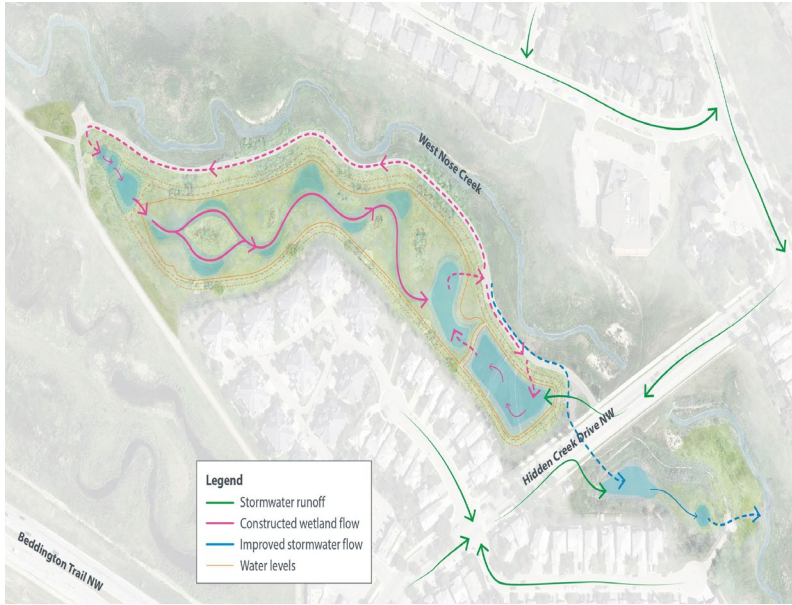 West Nose Creek
Hidden Creek Drive NW
Legend
Stormwater runoff
Constructed wetland flow
Improved stormwater flow
Water levels
Beddington Trail NW